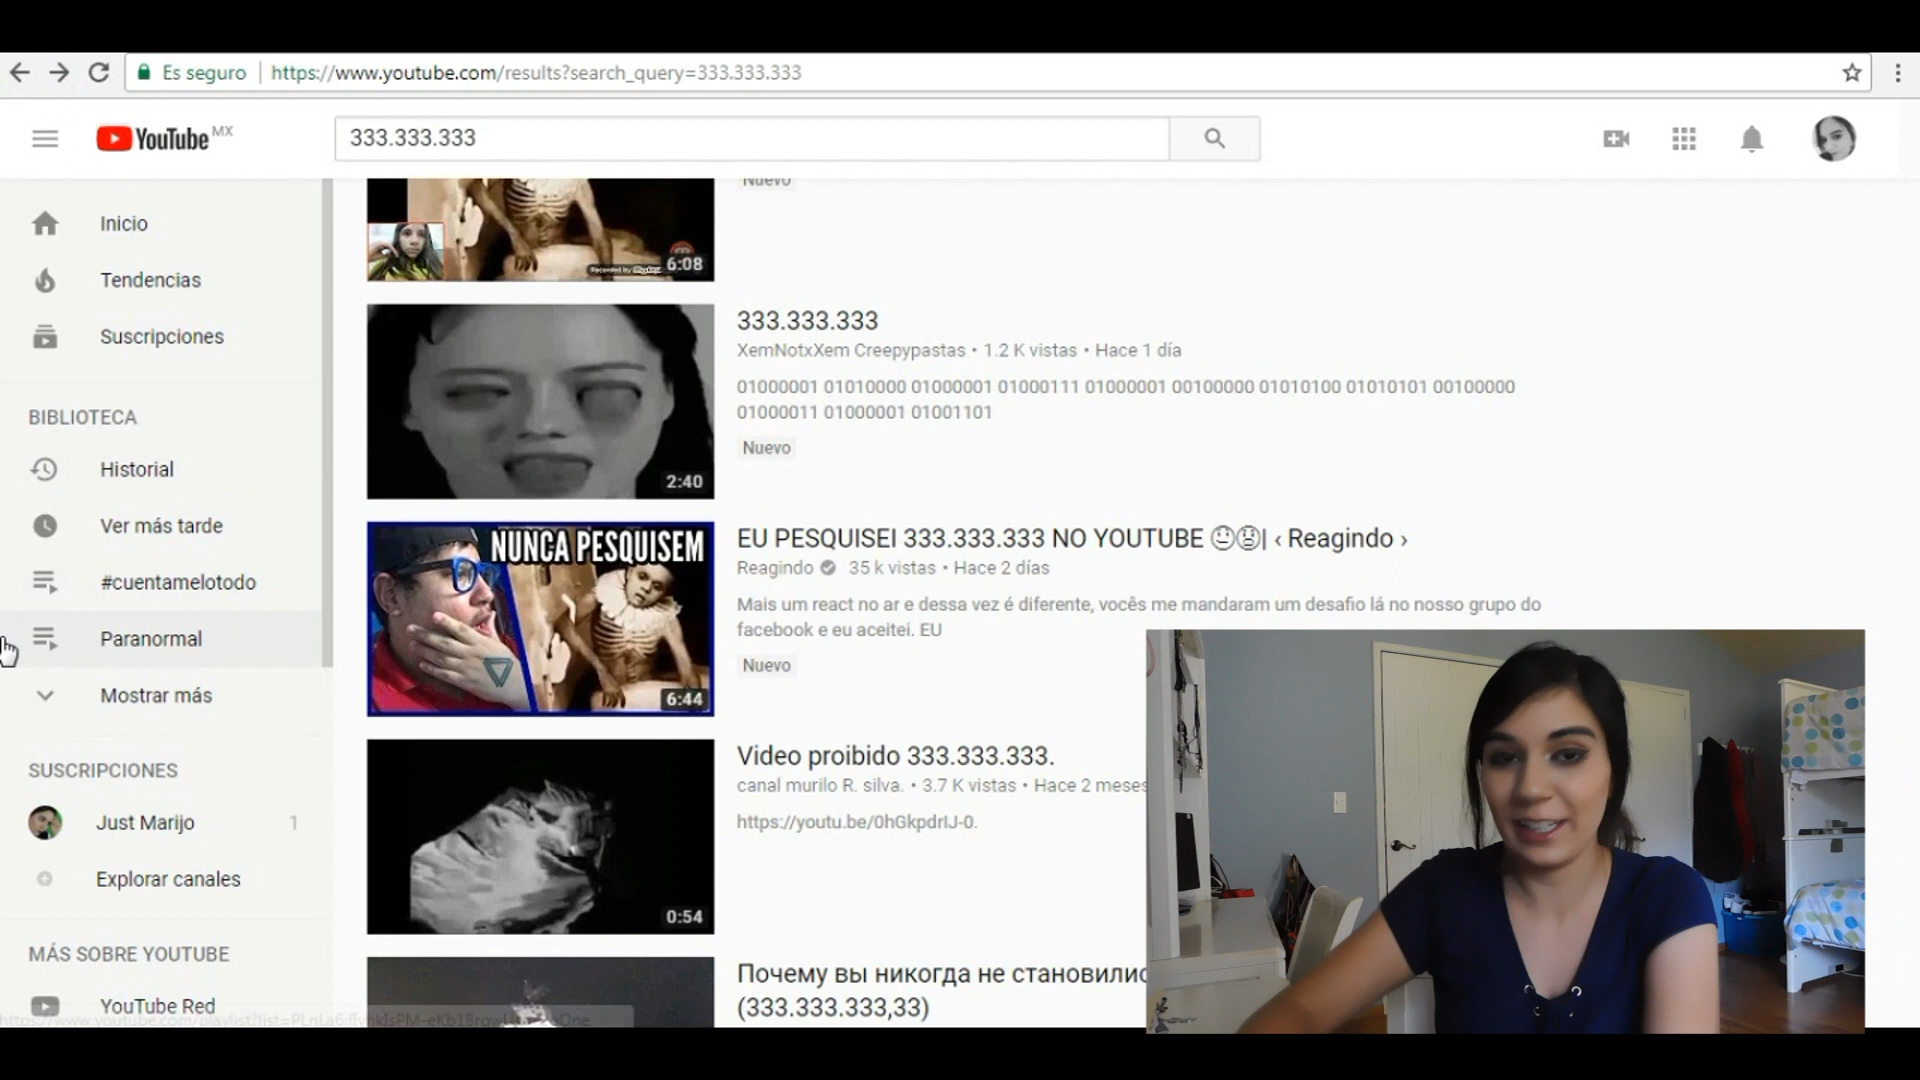 Es seguro
https://www.youtube.com/results?search_query=333.333.333
YouTube MX
333.333.333
Inicio
Tendencias
Suscripciones
BIBLIOTECA
Historial
Ver más tarde
#cuentamelotodo
Paranormal
Mostrar más
SUSCRIPCIONES
Just Marijo 1
Explorar canales
MÁS SOBRE YOUTUBE
YouTube Red
Nuevo
Recorded by
6:08
333.333.333
XemNotxXem Creepypastas • 1.2 K vistas • Hace 1 día
01000001 01010000 01000001 01000111 01000001 00100000 01010100 01010101 00100000
01000011 01000001 01001101
Nuevo
2:40
NUNCA PESQUISEM
6:44
EU PESQUISEI 333.333.333 NO YOUTUBE 😐😨| ‹ Reagindo ›
Reagindo 35 k vistas • Hace 2 días
Mais um react no ar e dessa vez é diferente, vocês me mandaram um desafio lá no nosso grupo do
facebook e eu aceitei. EU
Nuevo
0:54
Video proibido 333.333.333.
canal murilo R. silva. • 3.7 K vistas • Hace 2 meses
https://youtu.be/0hGkpdrIJ-0.
Почему вы никогда не
(333.333.333,33)